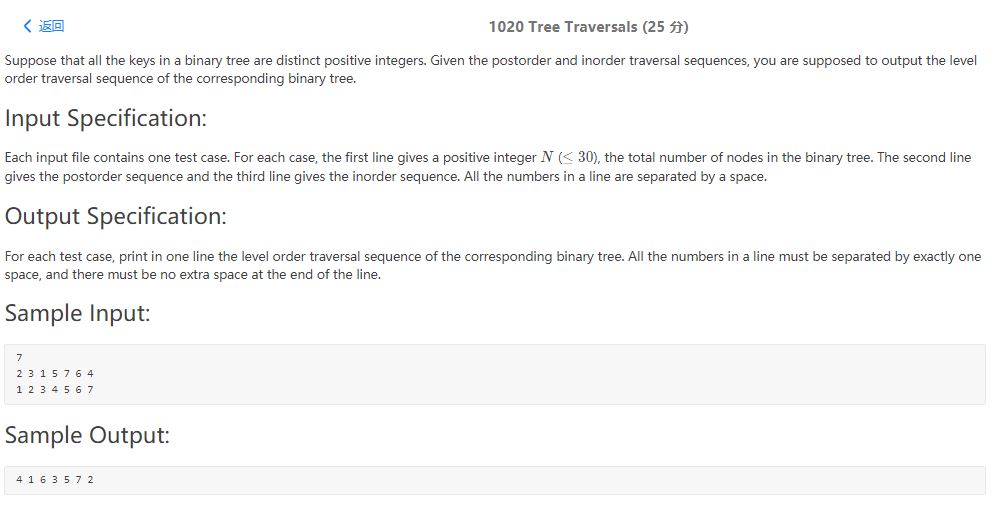 返回
1020 Tree Traversals (25 分)
Suppose that all the keys in a binary tree are distinct positive integers. Given the postorder and inorder traversal sequences, you are supposed to output the level
order traversal sequence of the corresponding binary tree.
Input Specification:
Each input file contains one test case. For each case, the first line gives a positive integer N (≤ 30), the total number of nodes in the binary tree. The second line
gives the postorder sequence and the third line gives the inorder sequence. All the numbers in a line are separated by a space.
Output Specification:
For each test case, print in one line the level order traversal sequence of the corresponding binary tree. All the numbers in a line must be separated by exactly one
space, and there must be no extra space at the end of the line.
Sample Input:
7
2 3 1 5 7 6 4
1 2 3 4 5 6 7
Sample Output:
4 1 6 3 5 7 2